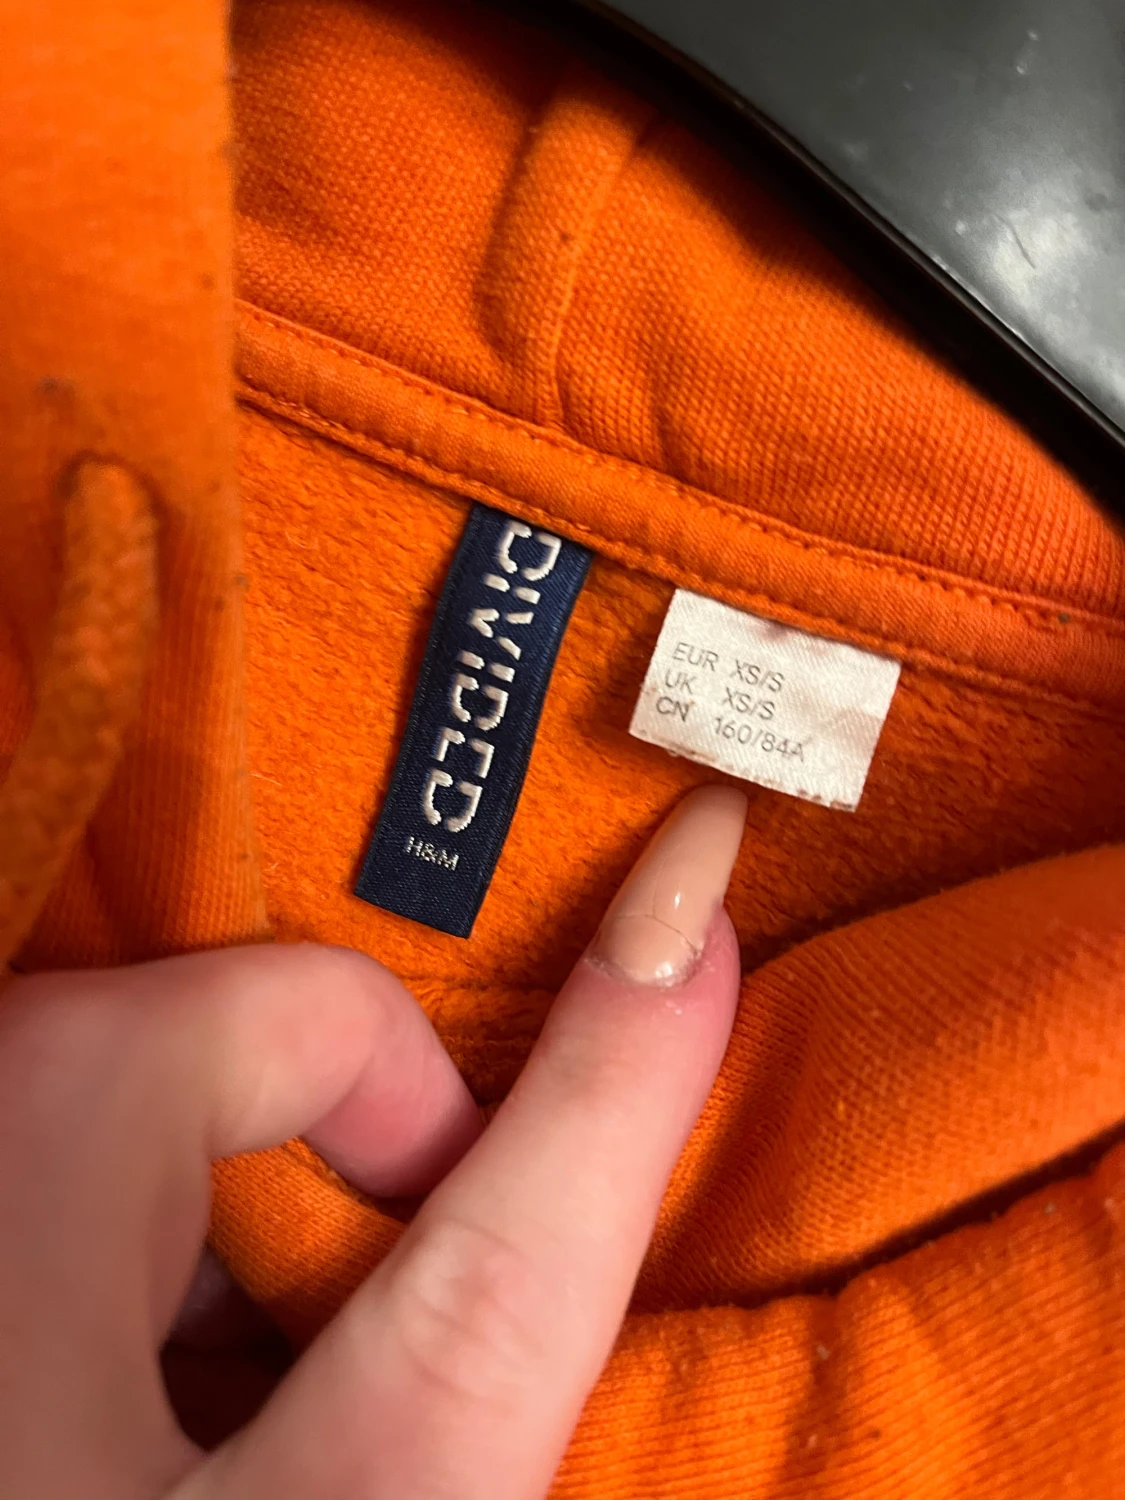 DIVIDED
H&M
EUR XS/S
UK XS/S
CN 160/84A